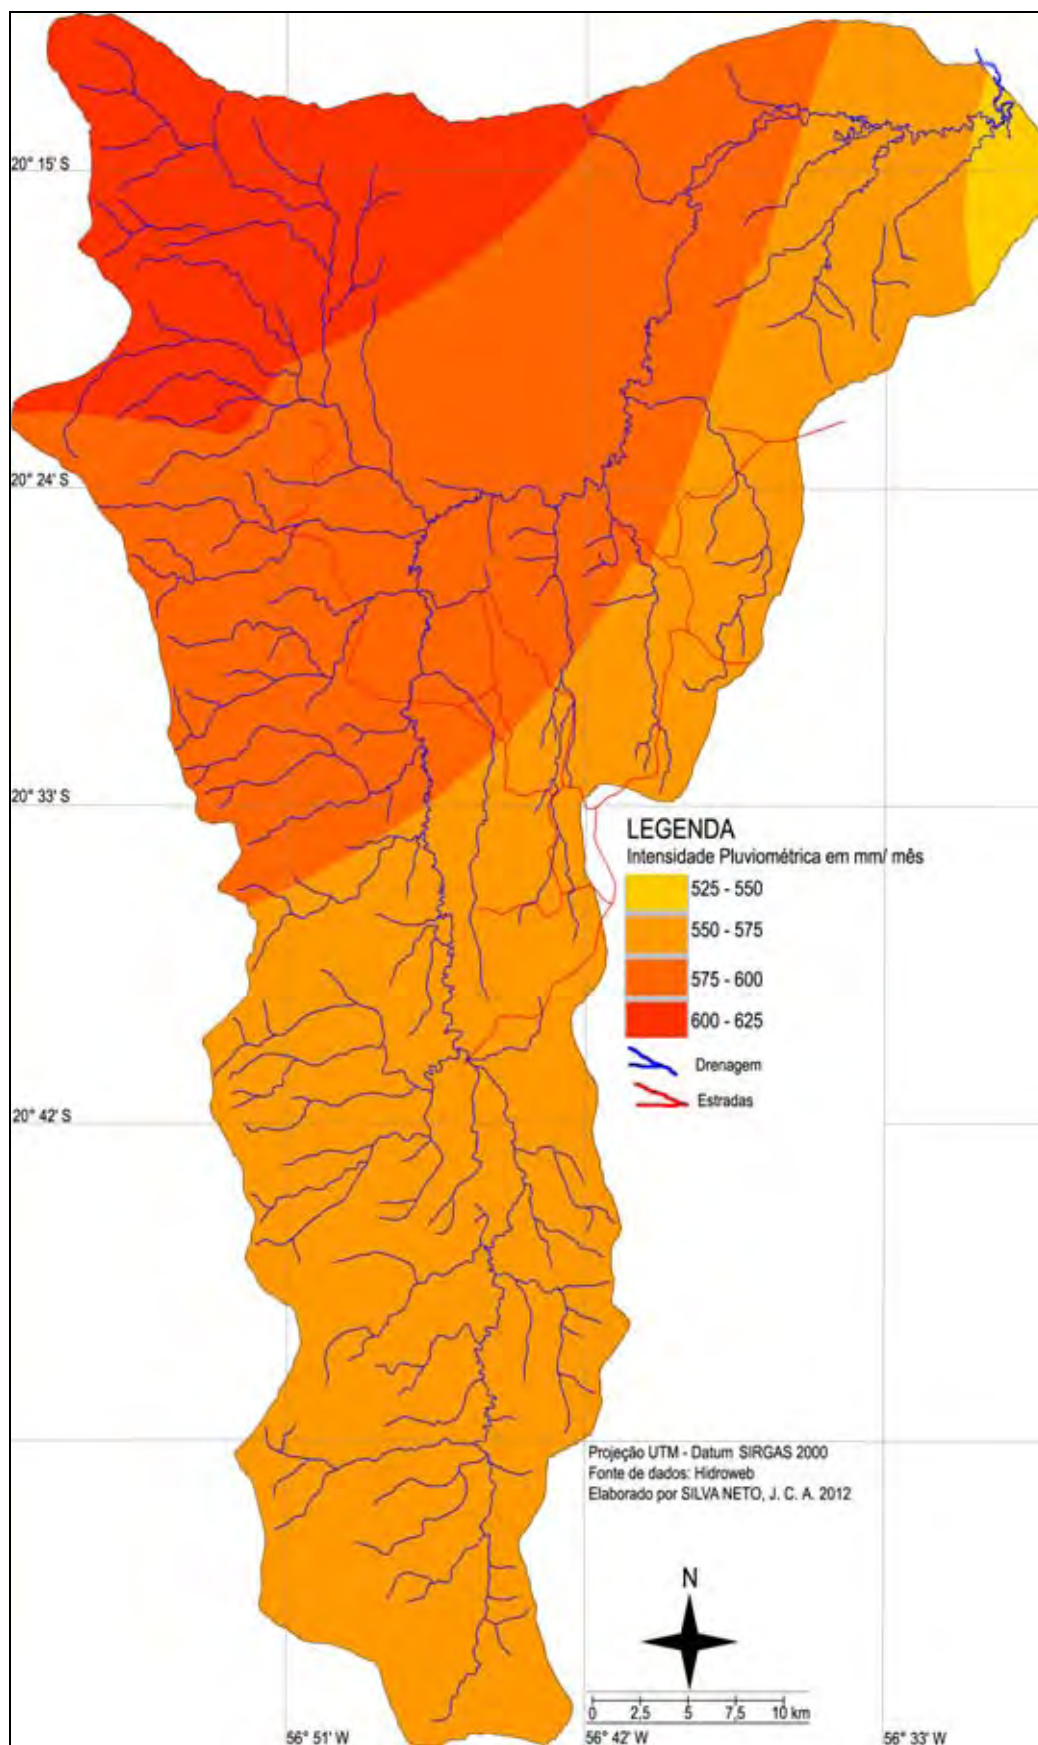 20° 15' S
20° 24' S
20° 33' S
LEGENDA
Intensidade Pluviométrica em mm/ mês
525 - 550
550 - 575
575 - 600
600 - 625
Drenagem
Estradas
20° 42' S
Projeção UTM - Datum SIRGAS 2000
Fonte de dados: Hidroweb
Elaborado por SILVA NETO, J. C. A. 2012
N
0 2,5 5 7,5 10 km
56° 51' W 56° 42' W 56° 33' W